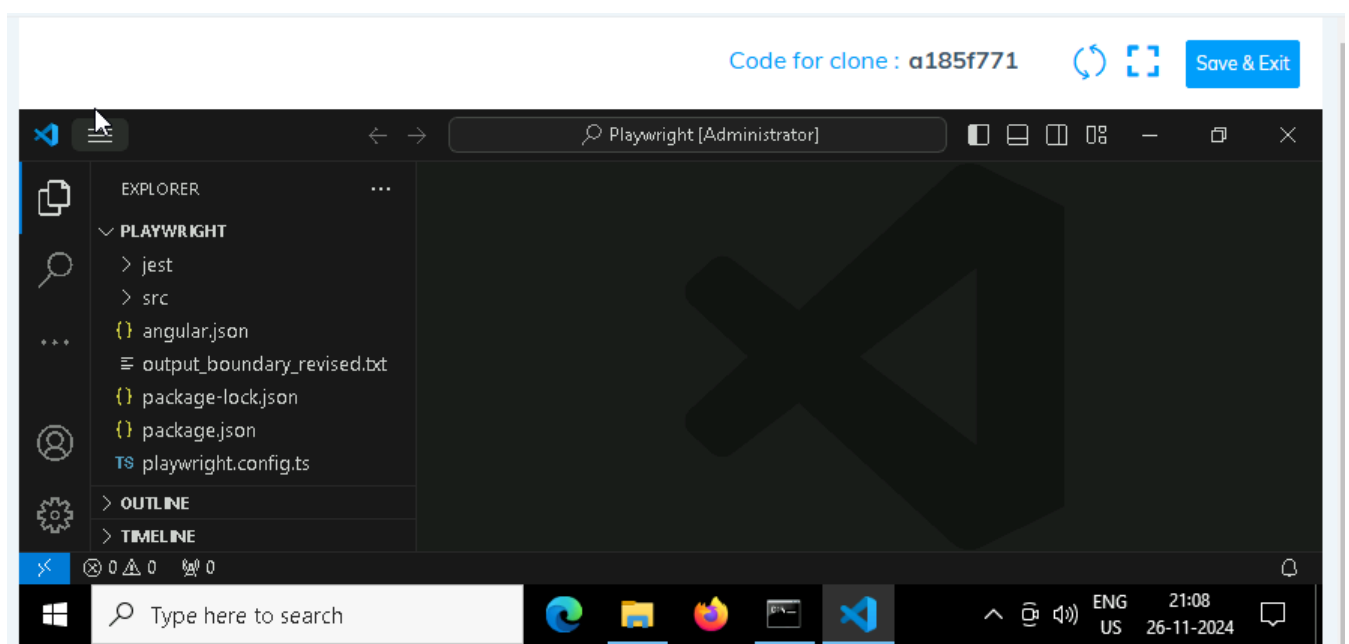 Code for clone : a185f771
Save & Exit
Playwright [Administrator]
EXPLORER
PLAYWRIGHT
jest
src
{} angular.json
output_boundary_revised.txt
{} package-lock.json
{} package.json
TS playwright.config.ts
OUTLINE
TIMELINE
0 0 0
Type here to search
ENG
US
21:08
26-11-2024